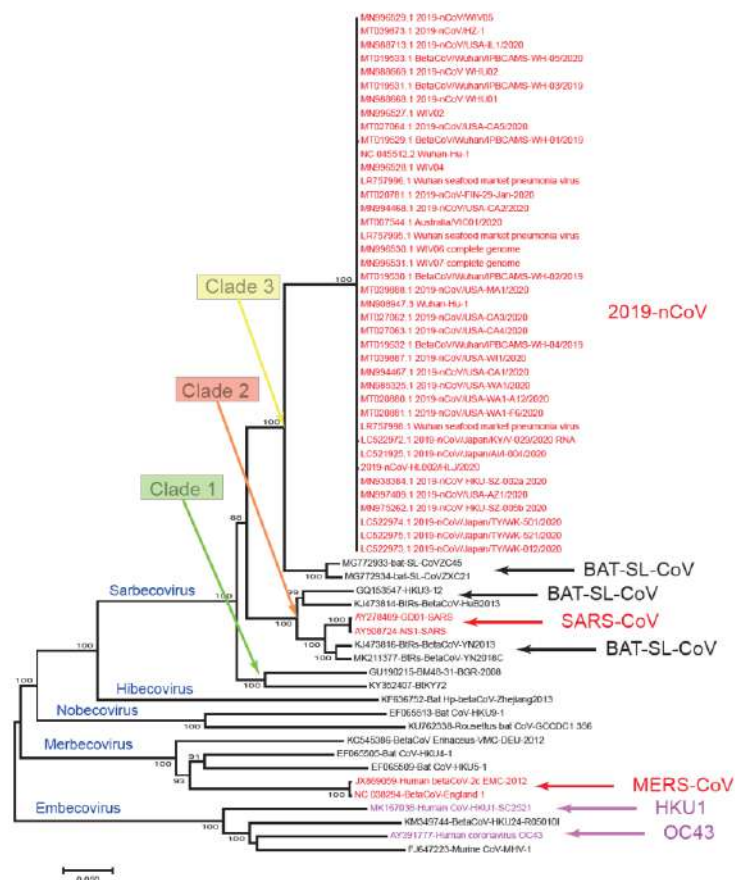 MN996529.1 2019-nCoV/WIV05
MT039873.1 2019-nCoV/HZ-1
MN988713.1 2019-nCoV/USA-IL1/2020
MT019533.1 BetaCoV/Wuhan/IPBCAMS-WH-05/2020
MN988669.1 2019-nCoV WHU02
MT019531.1 BetaCoV/Wuhan/IPBCAMS-WH-03/2019
MN988668.1 2019-nCoV WHU01
MN996527.1 WIV02
MT027064.1 2019-nCoV/USA-CA5/2020
MT019529.1 BetaCoV/Wuhan/IPBCAMS-WH-01/2019
NC 045512.2 Wuhan-Hu-1
MN996528.1 WIV04
LR757996.1 Wuhan seafood market pneumonia virus
MT020781.1 2019-nCoV-FIN-29-Jan-2020
MN994468.1 2019-nCoV/USA-CA2/2020
MT007544.1 Australia/VIC01/2020
LR757995.1 Wuhan seafood market pneumonia virus
MN996530.1 WIV06 complete genome
MN996531.1 WIV07 complete genome
MT019530.1 BetaCoV/Wuhan/IPBCAMS-WH-02/2019
100
Clade 3
MT039888.1 2019-nCoV/USA-MA1/2020
MN908947.3 Wuhan-Hu-1
2019-nCoV
MT027062.1 2019-nCoV/USA-CA3/2020
MT027063.1 2019-nCoV/USA-CA4/2020
MT019532.1 BetaCoV/Wuhan/IPBCAMS-WH-04/2019
MT039887.1 2019-nCoV/USA-WI1/2020
MN994467.1 2019-nCoV/USA-CA1/2020
Clade 2
MN985325.1 2019-nCoV/USA-WA1/2020
MT020880.1 2019-nCoV/USA-WA1-A12/2020
MT020881.1 2019-nCoV/USA-WA1-F6/2020
100
LR757998.1 Wuhan seafood market pneumonia virus
LC522972.1 2019-nCoV/Japan/KY/V-029/2020 RNA
LC521925.1 2019-nCoV/Japan/AI/I-004/2020
2019-nCoV-HL002/HLJ/2020
MN938384.1 2019-nCoV HKU-SZ-002a 2020
Clade 1
MN997409.1 2019-nCoV/USA-AZ1/2020
MN975262.1 2019-nCoV HKU-SZ-005b 2020
LC522974.1 2019-nCoV/Japan/TY/WK-501/2020
LC522975.1 2019-nCoV/Japan/TY/WK-521/2020
LC522973.1 2019-nCoV/Japan/TY/WK-012/2020
MG772933-bat-SL-CoVZC45
BAT-SL-CoV
100
MG772934-bat-SL-CoVZXC21
Sarbecovirus
99
GQ153547-HKU3-12
BAT-SL-CoV
KJ473814-BtRs-BetaCoV-HuB2013
100
AY278489-GD01-SARS
SARS-CoV
100
AY508724-NS1-SARS
KJ473816-BtRs-BetaCoV-YN2013
100
BAT-SL-CoV
100
MK211377-BtRs-BetaCoV-YN2018C
GU190215-BM48-31-BGR-2008
100
KY352407-BtKY72
Hibecovirus
KF636752-Bat Hp-betaCoV-Zhejiang2013
Nobecovirus
EF065513-Bat CoV-HKU9-1
100
KU762338-Rousettus bat CoV-GCCDC1 356
Merbecovirus
KC545386-BetaCoV Erinaceus-VMC-DEU-2012
91
EF065505-Bat CoV-HKU4-1
EF065509-Bat CoV-HKU5-1
93
JX869059-Human betaCoV-2c EMC-2012
MERS-CoV
100
NC 038294-BetaCoV-England 1
Embecovirus
MK167038-Human CoV-HKU1-SC2521
HKU1
KM349744-BetaCoV-HKU24-R05010I
100
AY391777-Human coronavirus OC43
OC43
100
FJ647223-Murine CoV-MHV-1